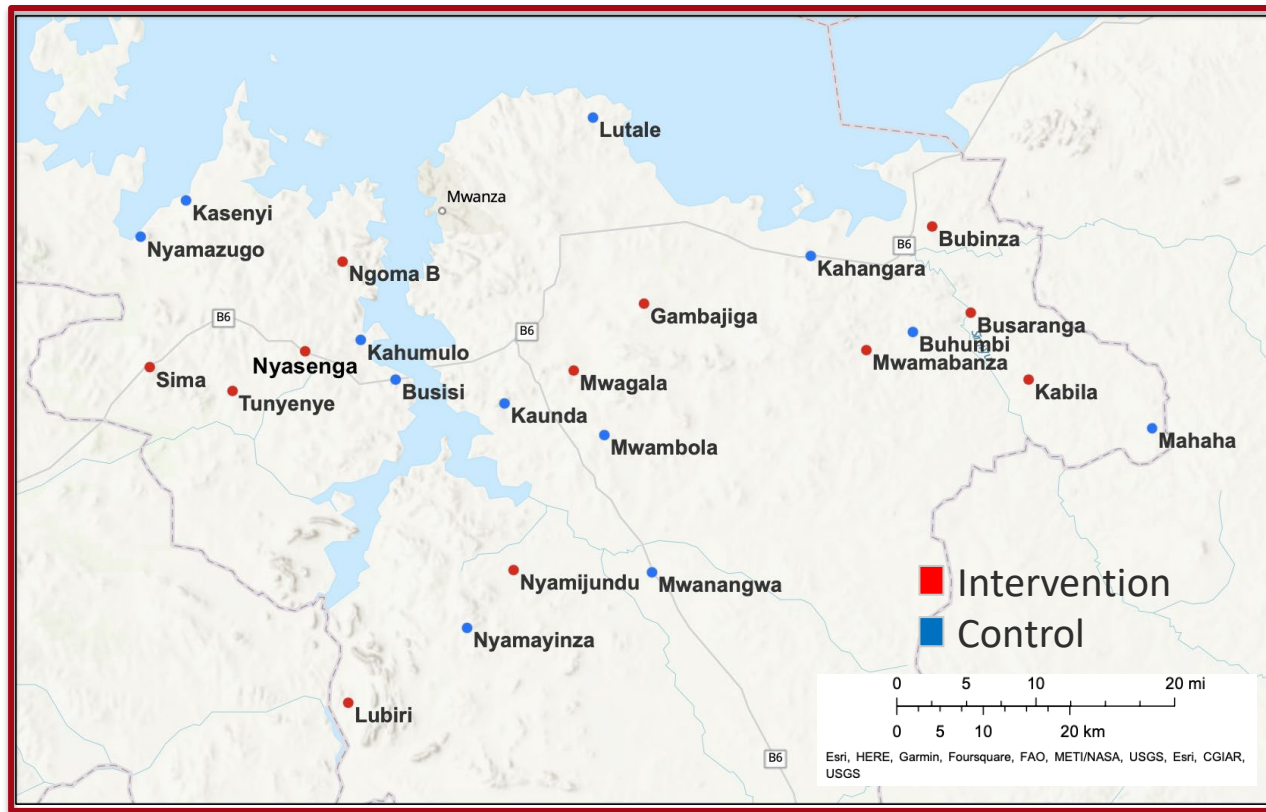 Lutale
Kasenyi
Mwanza
Nyamazugo
Bubinza
B6
Ngoma B
Kahangara
Gambajiga
Busaranga
B6
B6
Kahumulo
Buhumbi
Nyasenga
Mwamabanza
Sima
Mwagala
Busisi
Kabila
Tunyenye
Kaunda
Mwambola
Mahaha
Nyamijundu
Mwanangwa
Intervention
Nyamayinza
Control
0 5 10 20 mi
Lubiri
0 5 10 20 km
B6
Esri, HERE, Garmin, Foursquare, FAO, METI/NASA, USGS, Esri, CGIAR,
USGS